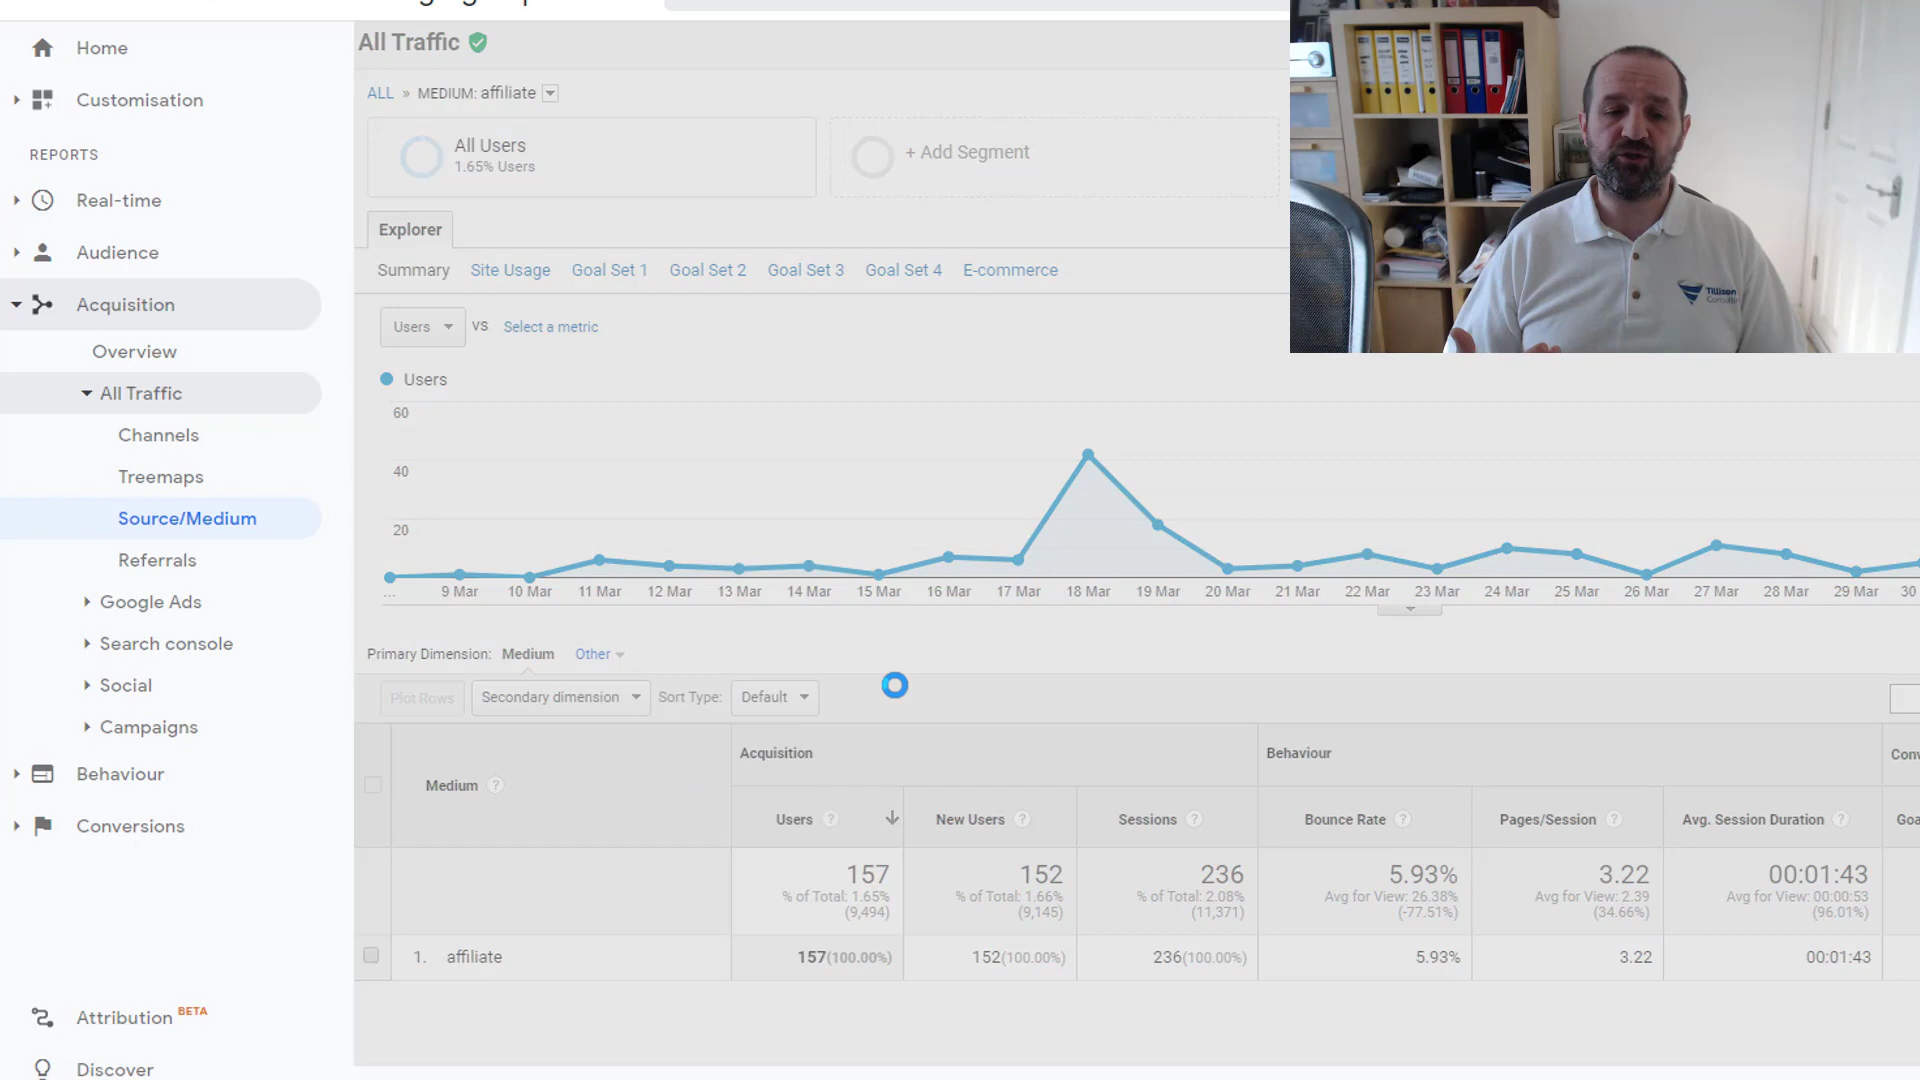 Home
Customisation
REPORTS
Real-time
Audience
Acquisition
Overview
All Traffic
Channels
Treemaps
Source/Medium
Referrals
Google Ads
Search console
Social
Campaigns
Behaviour
Conversions
Attribution BETA
Discover
All Traffic
ALL » MEDIUM: affiliate
All Users
1.65% Users
+ Add Segment
Explorer
Summary Site Usage Goal Set 1 Goal Set 2 Goal Set 3 Goal Set 4 E-commerce
Users VS Select a metric
Users
60
40
20
... 9 Mar 10 Mar 11 Mar 12 Mar 13 Mar 14 Mar 15 Mar 16 Mar 17 Mar 18 Mar 19 Mar 20 Mar 21 Mar 22 Mar 23 Mar 24 Mar 25 Mar 26 Mar 27 Mar 28 Mar 29 Mar 30
Primary Dimension: Medium Other
Plot Rows Secondary dimension Sort Type: Default
Acquisition Behaviour Conv
Medium ?
Users ? New Users ? Sessions ? Bounce Rate ? Pages/Session ? Avg. Session Duration ? Goa
157 152 236 5.93% 3.22 00:01:43
% of Total: 1.65% % of Total: 1.66% % of Total: 2.08% Avg for View: 26.38% Avg for View: 2.39 Avg for View: 00:00:53
(9,494) (9,145) (11,371) (-77.51%) (34.66%) (96.01%)
1. affiliate 157(100.00%) 152(100.00%) 236(100.00%) 5.93% 3.22 00:01:43
Tillison